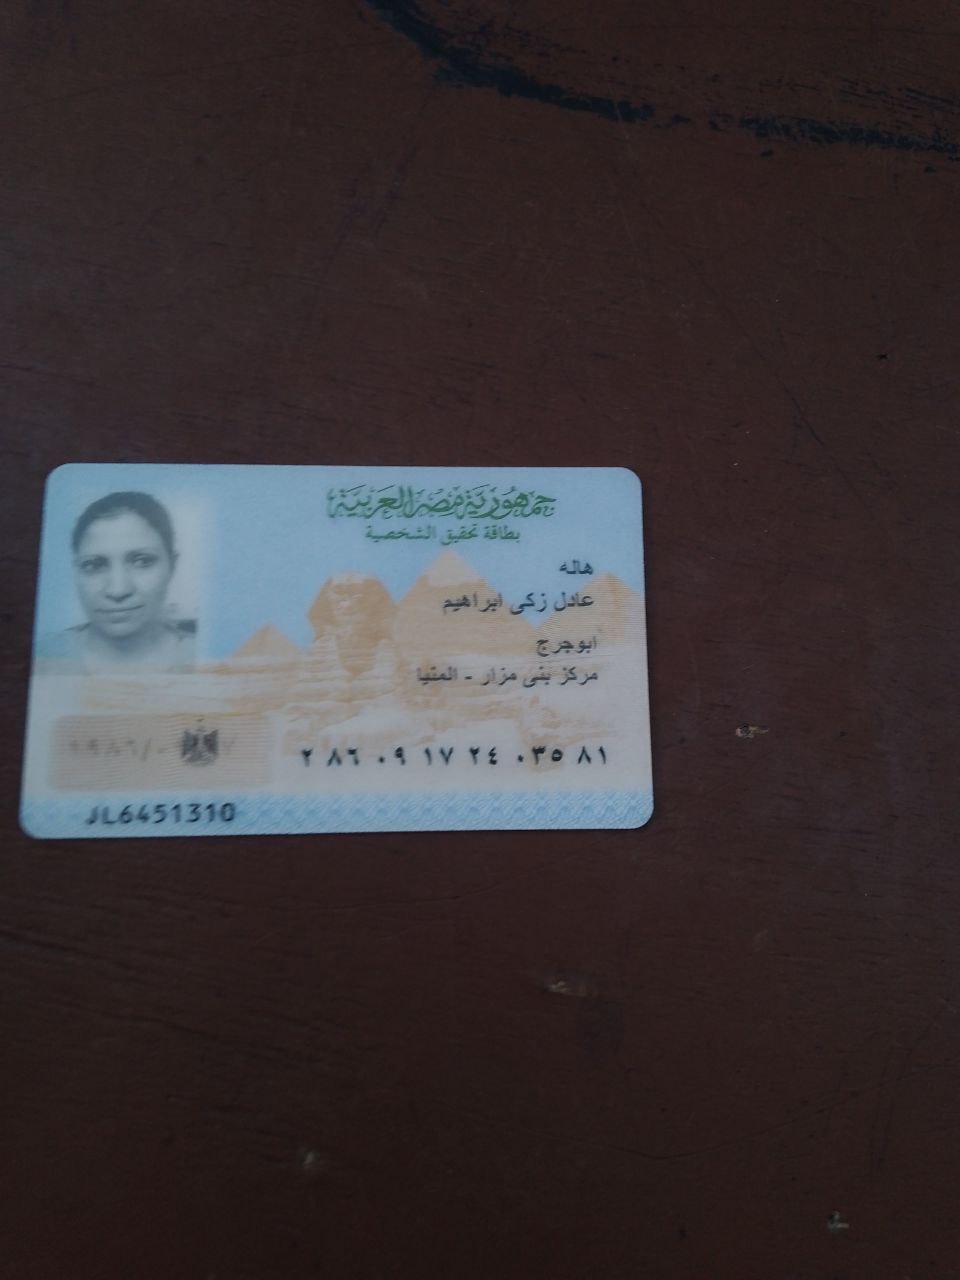 جمهورية مصر العربية
بطاقة تحقيق الشخصية
هاله
عادل زكى ابراهيم
ابوجرج
مركز بنى مزار - المنيا
٢ ٨٦ ٠٩ ١٧ ٢٤ ٠٣٥ ٨١
JL6451310